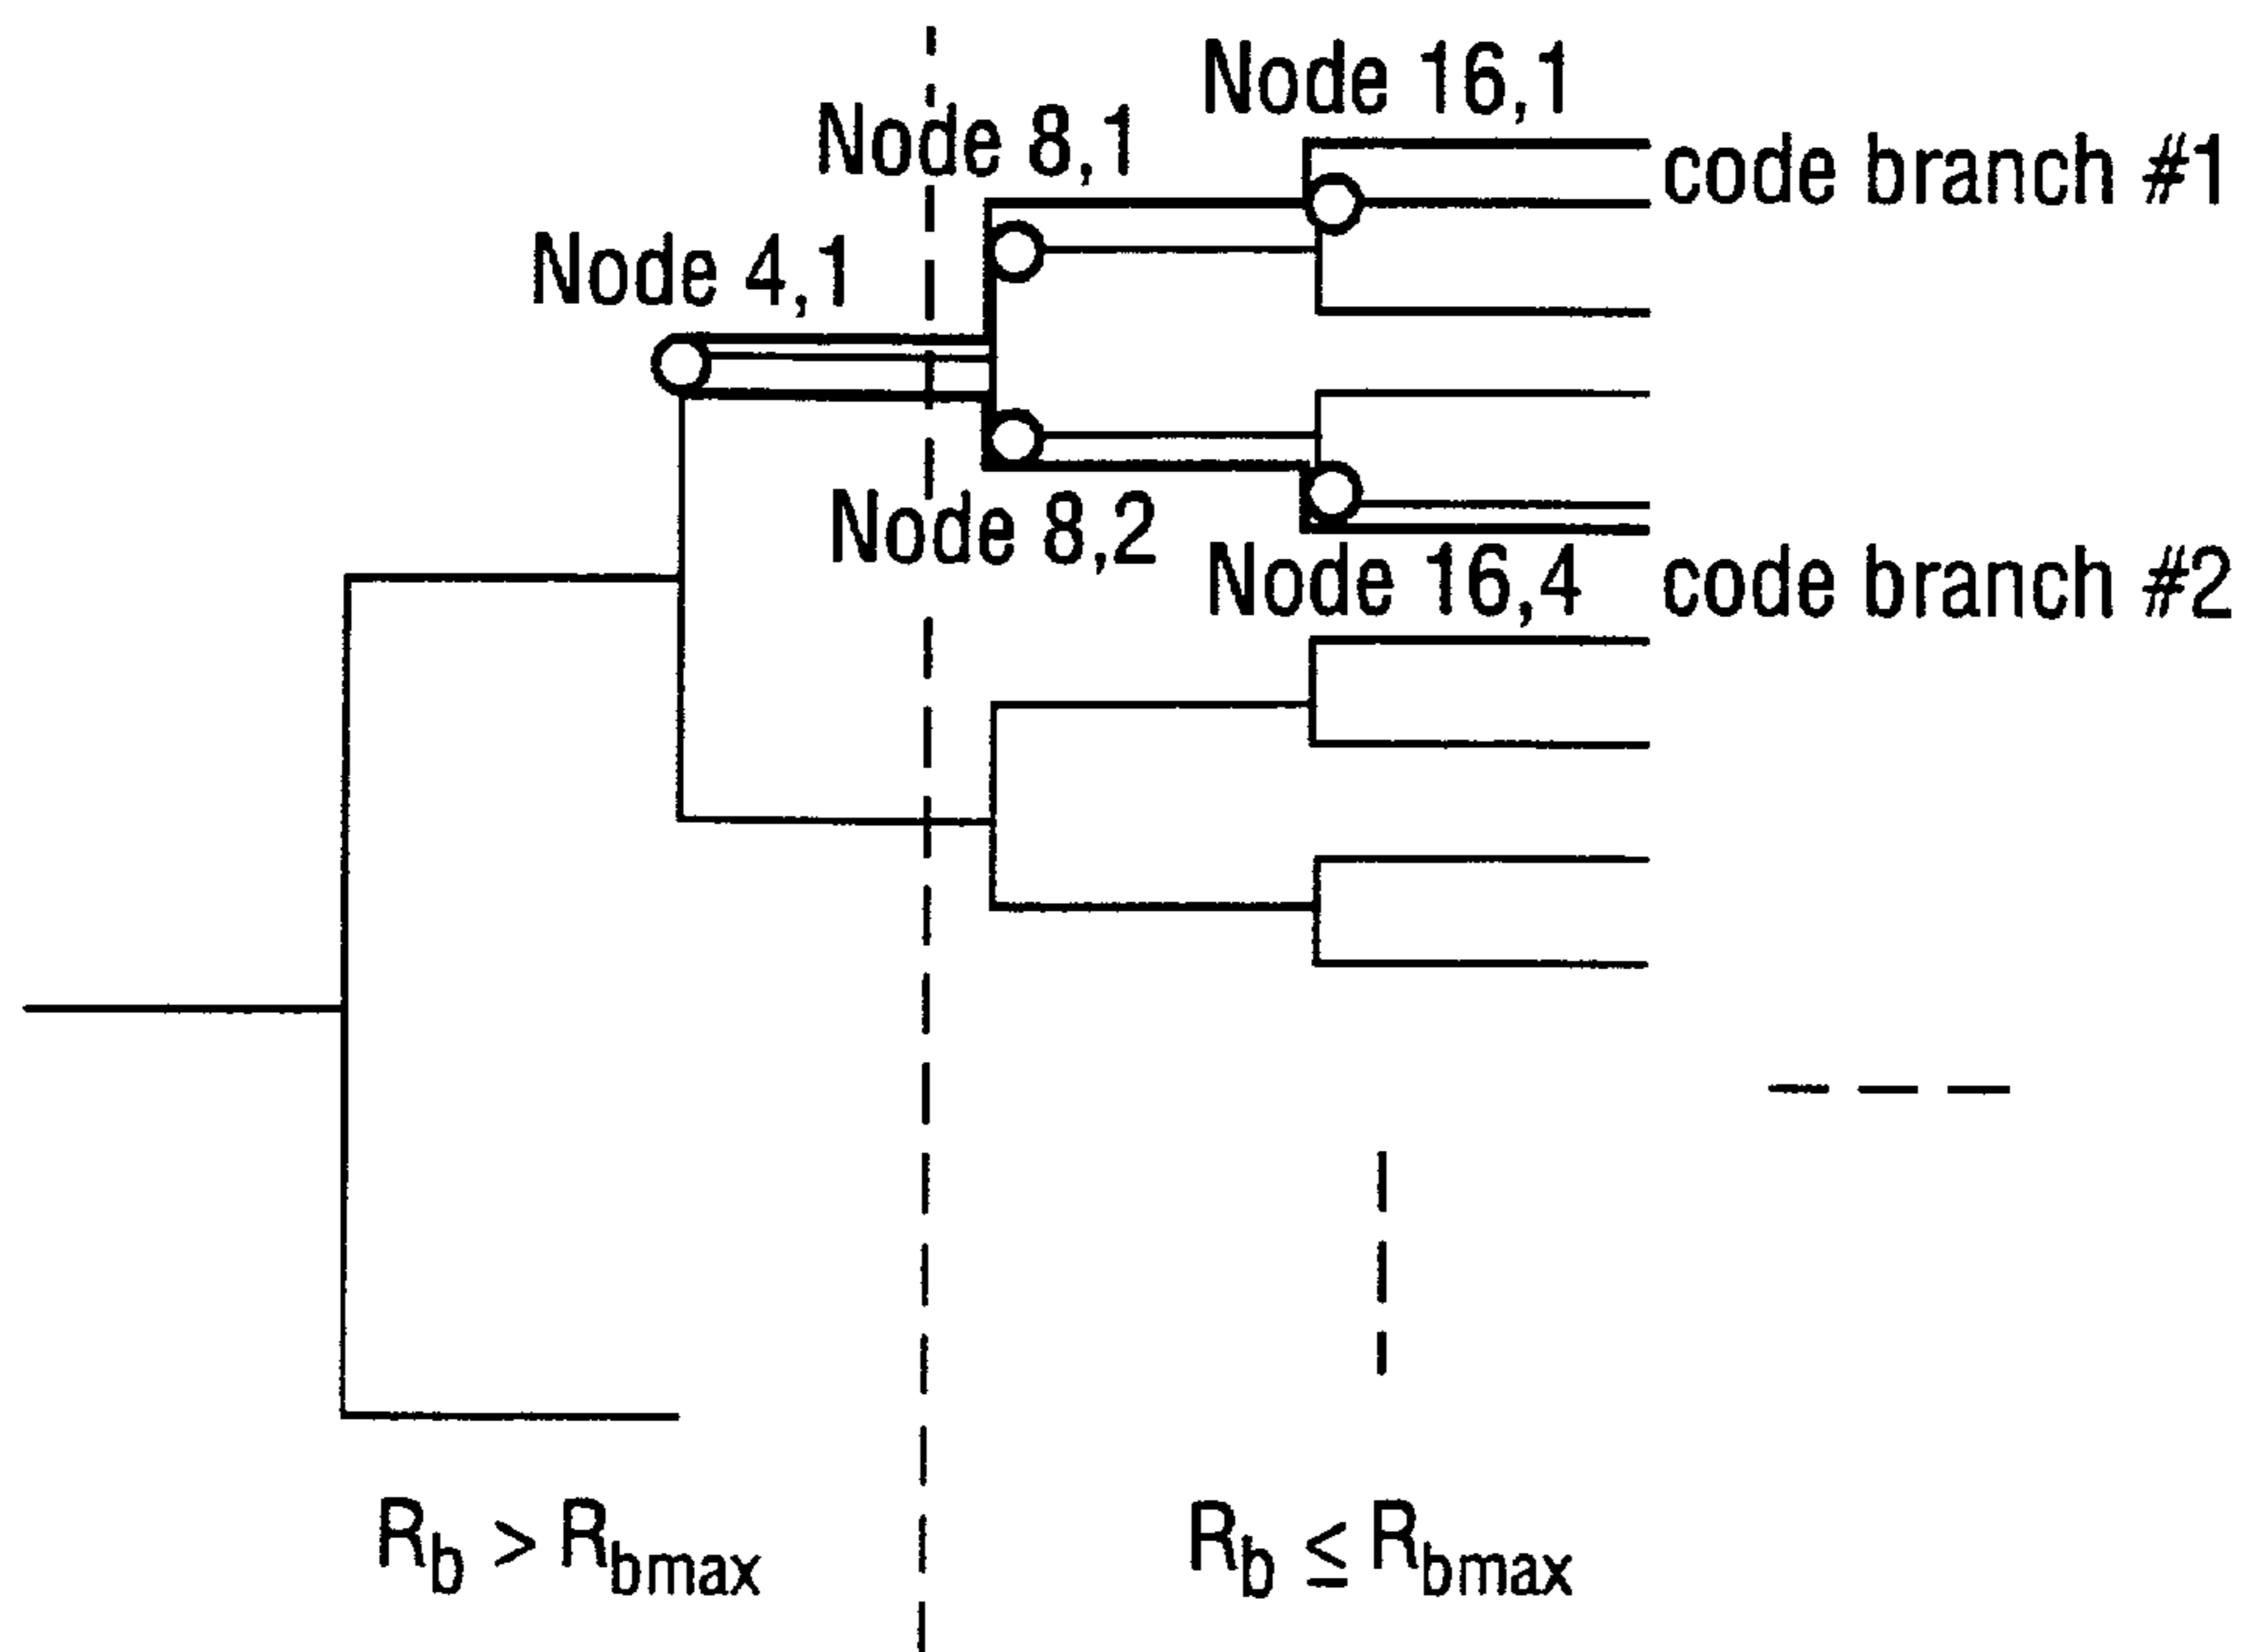 Node 16,1
Node 8,1
code branch #1
Node 4,1
Node 8,2
Node 16,4
code branch #2
R_b > R_bmax
R_b ≤ R_bmax